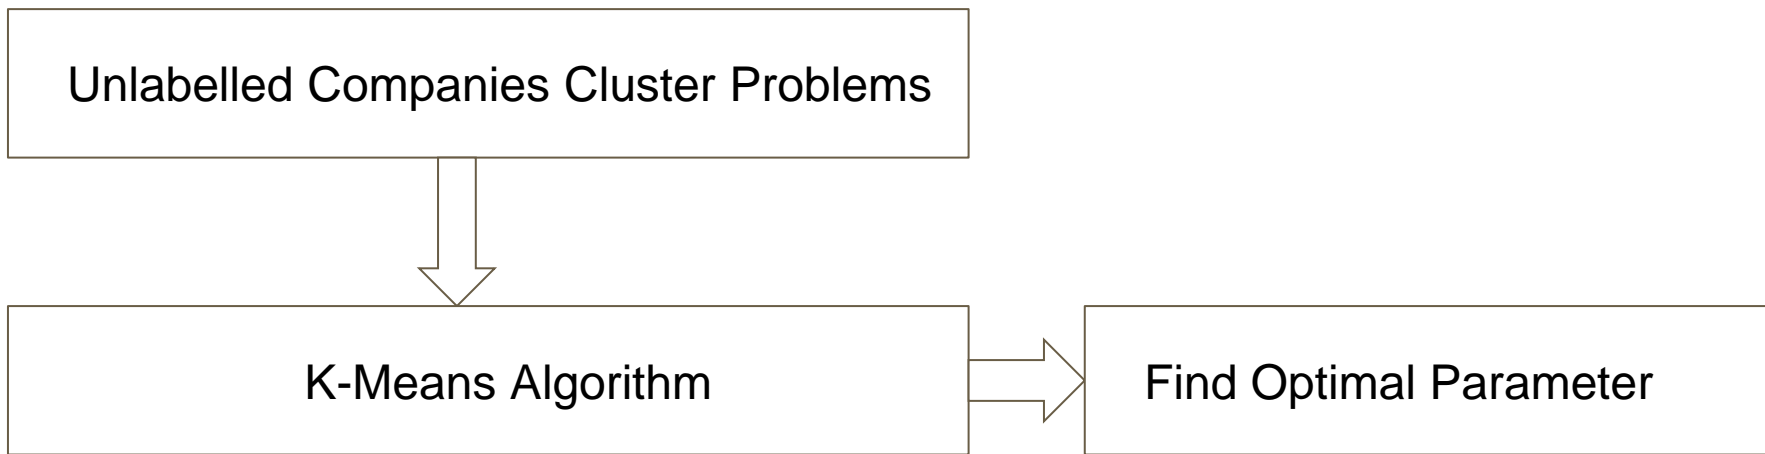 Unlabelled Companies Cluster Problems
K-Means Algorithm
Find Optimal Parameter